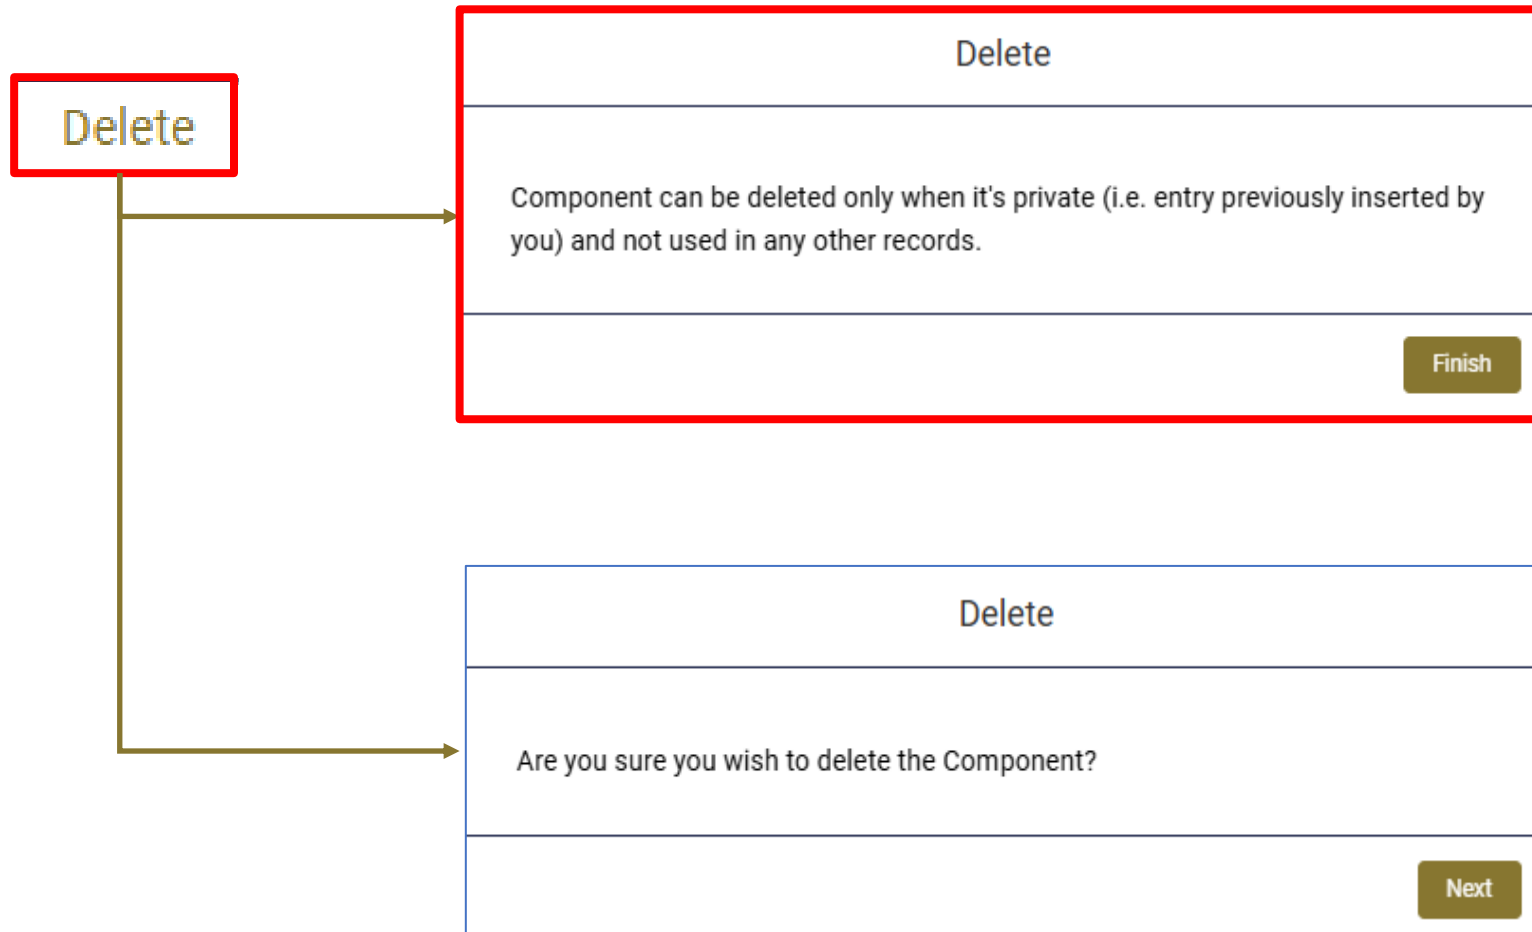 Delete
Delete
Component can be deleted only when it's private (i.e. entry previously inserted by
you) and not used in any other records.
Finish
Delete
Are you sure you wish to delete the Component?
Next